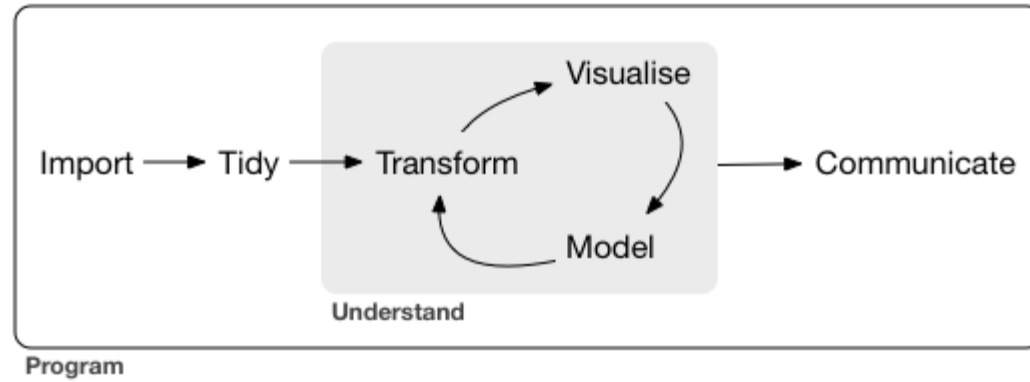 Visualise
Import
Tidy
Transform
Communicate
Model
Understand
Program